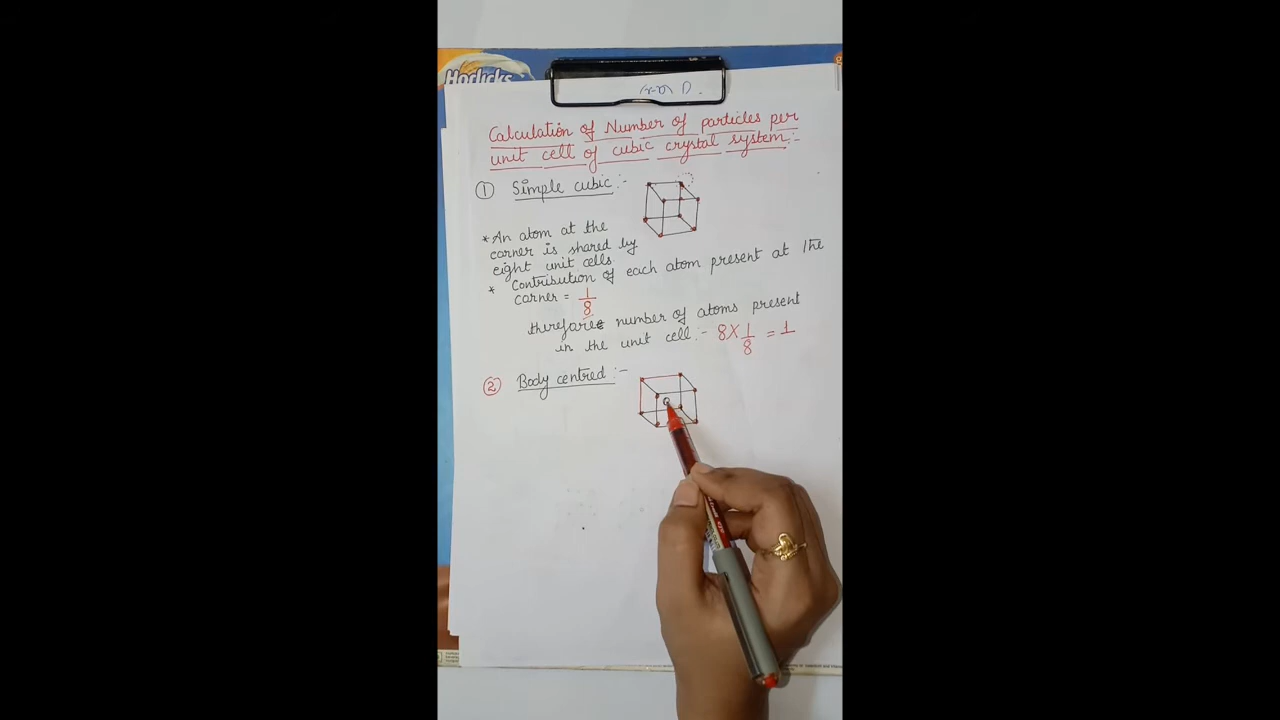 Horlicks
Calculation of Number of particles per
unit cell of cubic crystal system:-
① Simple cubic:-
* An atom at the
corner is shared by
eight unit cells.
* Contribution of each atom present at the
corner = 1/8
therefore number of atoms present
in the unit cell:- 8 X 1/8 = 1
② Body centred:-